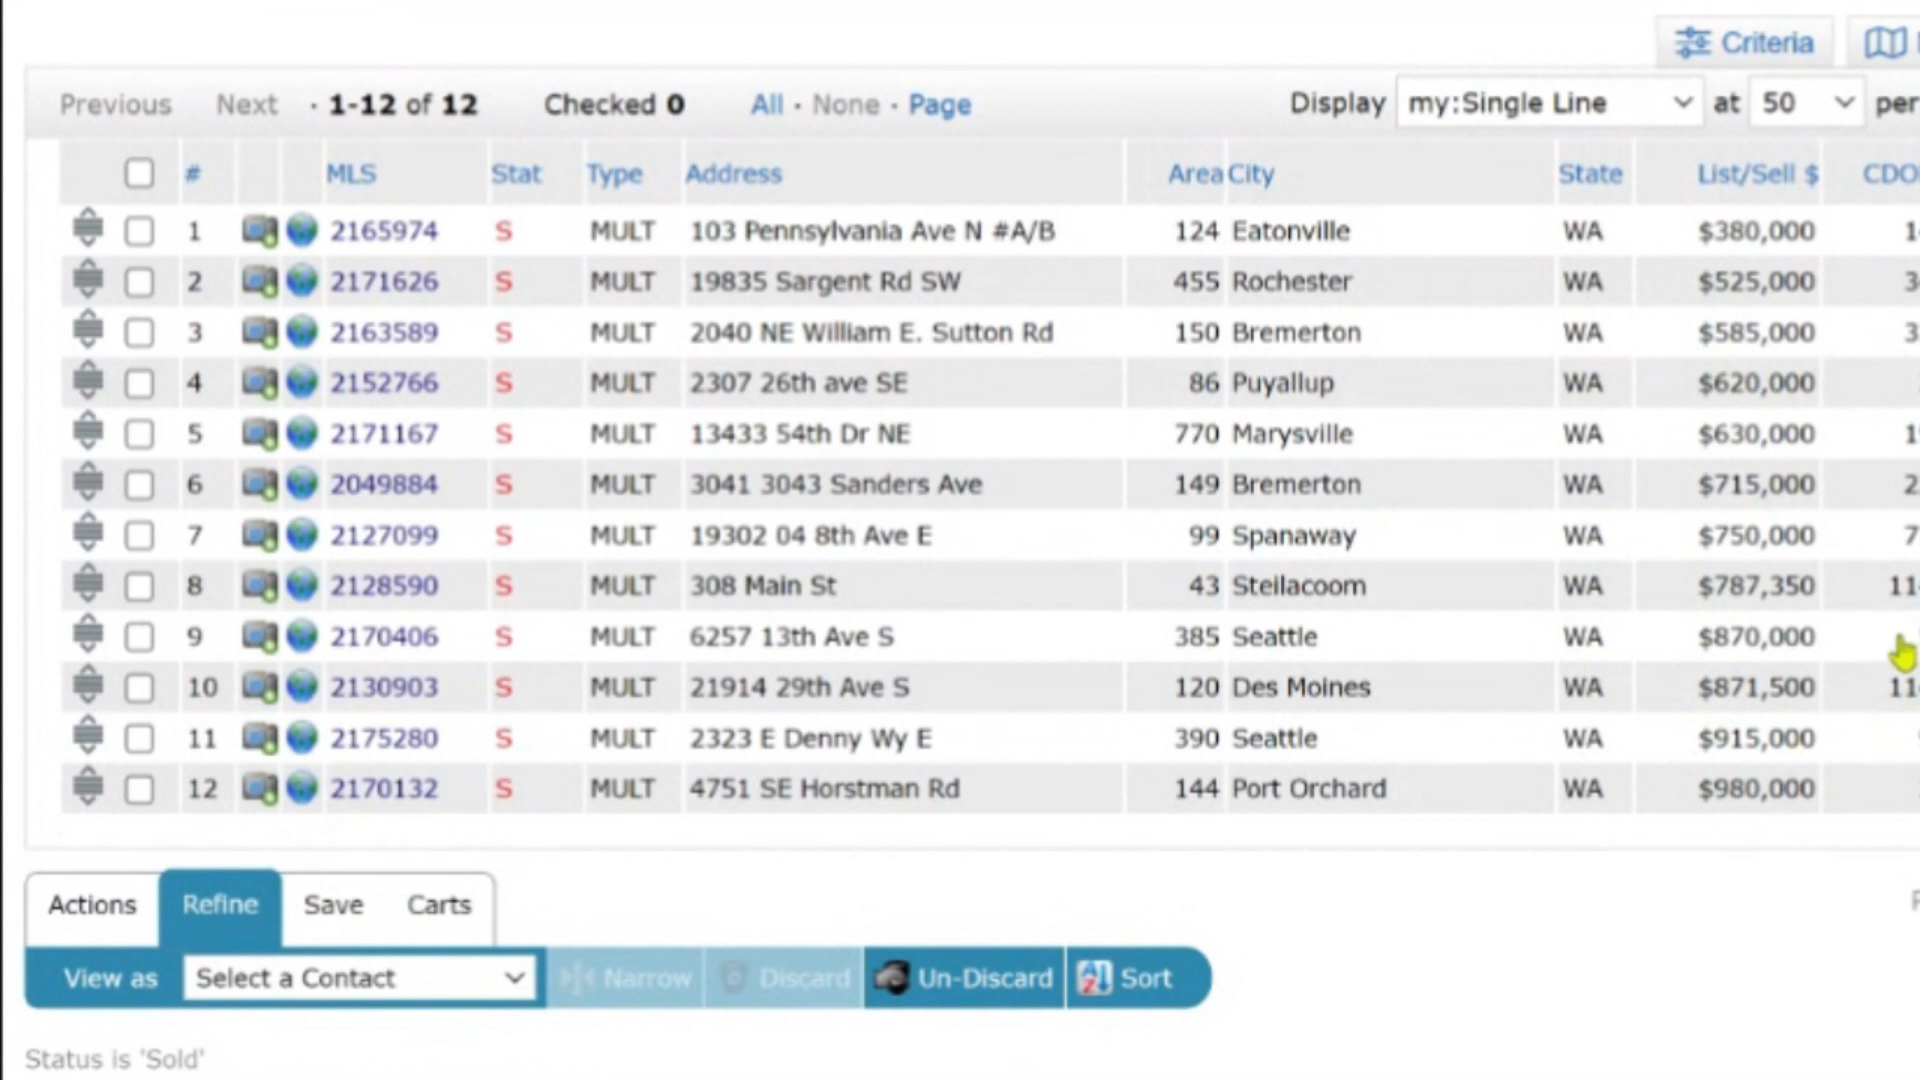 Criteria
Previous Next · 1-12 of 12 Checked 0 All · None · Page Display my:Single Line at 50 per
# MLS Stat Type Address Area City State List/Sell $ CDO
1 2165974 S MULT 103 Pennsylvania Ave N #A/B 124 Eatonville WA $380,000
2 2171626 S MULT 19835 Sargent Rd SW 455 Rochester WA $525,000
3 2163589 S MULT 2040 NE William E. Sutton Rd 150 Bremerton WA $585,000
4 2152766 S MULT 2307 26th ave SE 86 Puyallup WA $620,000
5 2171167 S MULT 13433 54th Dr NE 770 Marysville WA $630,000
6 2049884 S MULT 3041 3043 Sanders Ave 149 Bremerton WA $715,000
7 2127099 S MULT 19302 04 8th Ave E 99 Spanaway WA $750,000
8 2128590 S MULT 308 Main St 43 Steilacoom WA $787,350 11
9 2170406 S MULT 6257 13th Ave S 385 Seattle WA $870,000
10 2130903 S MULT 21914 29th Ave S 120 Des Moines WA $871,500 11
11 2175280 S MULT 2323 E Denny Wy E 390 Seattle WA $915,000
12 2170132 S MULT 4751 SE Horstman Rd 144 Port Orchard WA $980,000
Actions Refine Save Carts
View as Select a Contact Narrow Discard Un-Discard Sort
Status is 'Sold'